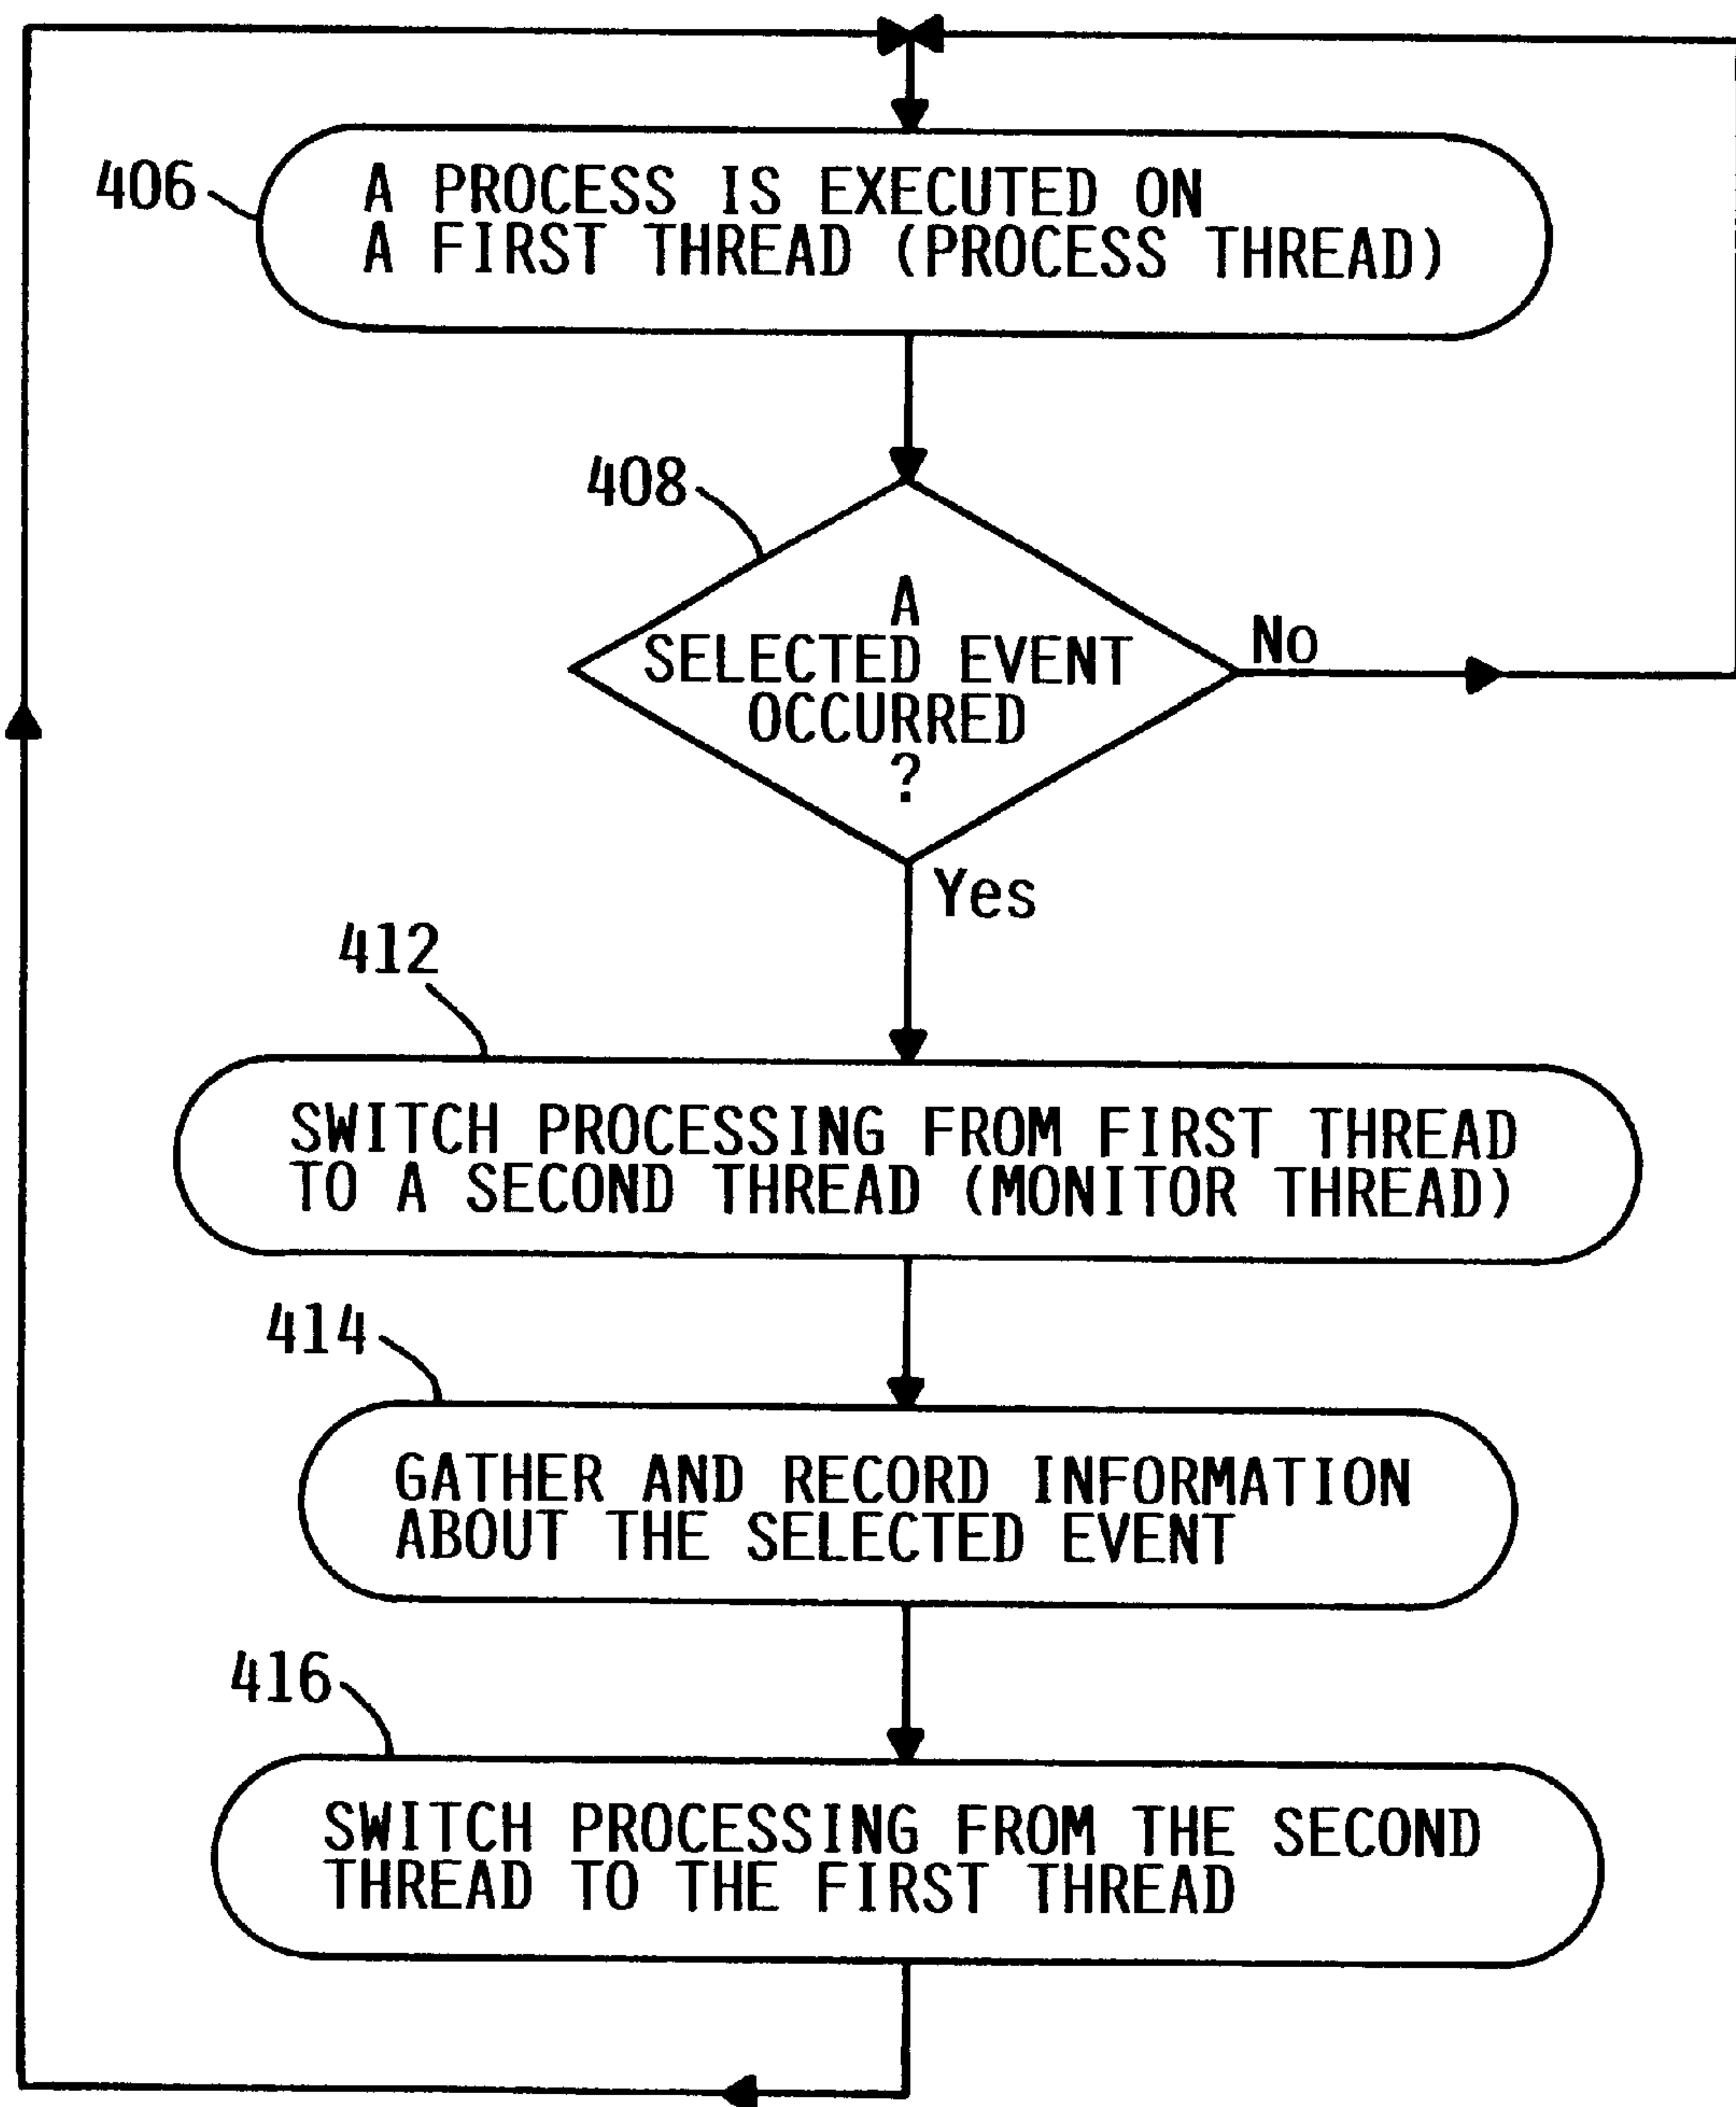 406
A PROCESS IS EXECUTED ON
A FIRST THREAD (PROCESS THREAD)
408
A
SELECTED EVENT
OCCURRED
?
No
Yes
412
SWITCH PROCESSING FROM FIRST THREAD
TO A SECOND THREAD (MONITOR THREAD)
414
GATHER AND RECORD INFORMATION
ABOUT THE SELECTED EVENT
416
SWITCH PROCESSING FROM THE SECOND
THREAD TO THE FIRST THREAD